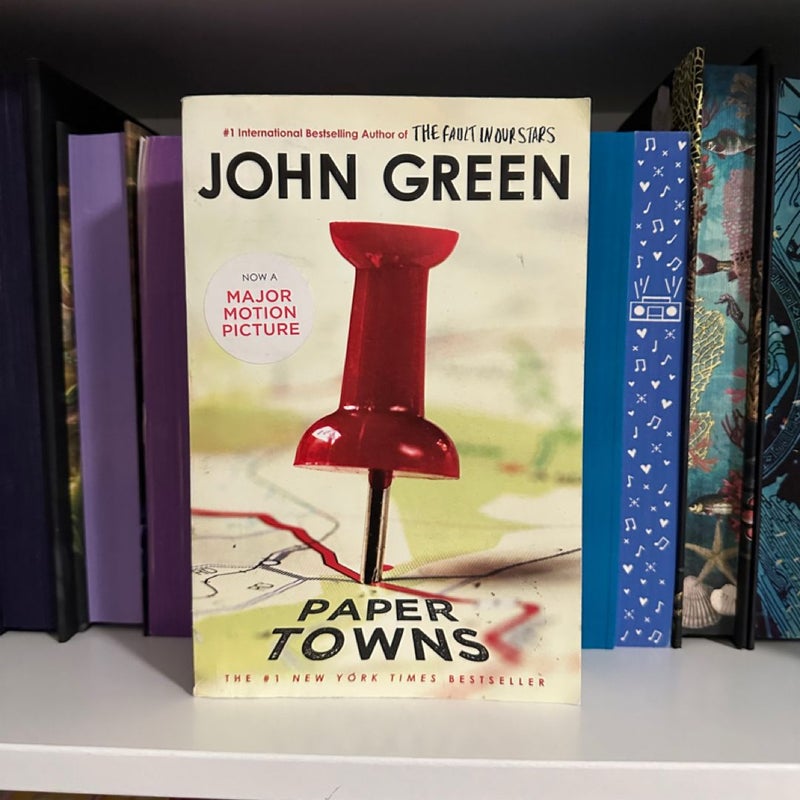 #1 International Bestselling Author of THE FAULT IN OUR STARS
JOHN GREEN
NOW A
MAJOR
MOTION
PICTURE
PAPER
TOWNS
THE #1 NEW YORK TIMES BESTSELLER